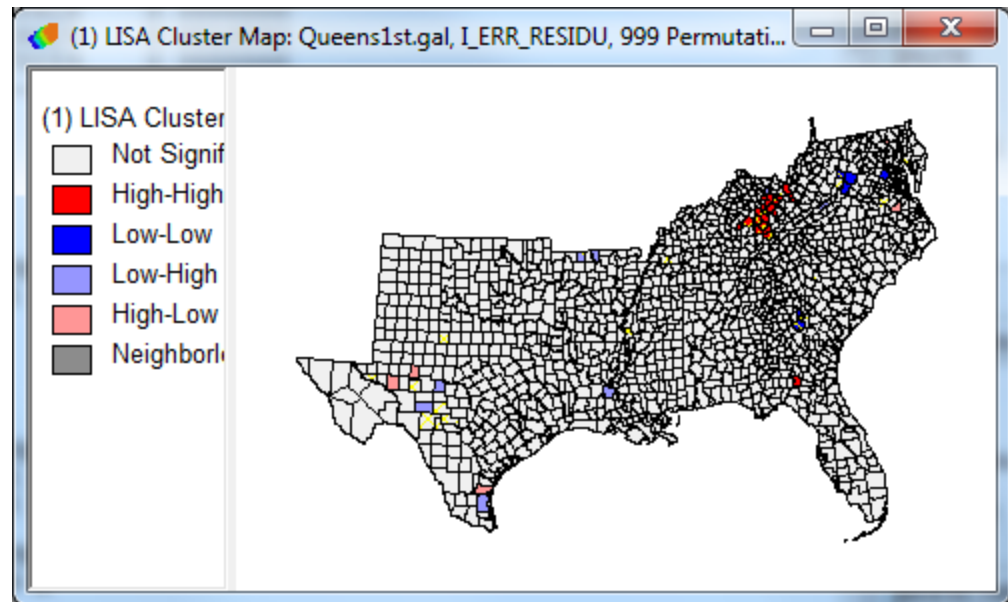 (1) LISA Cluster Map: Queens1st.gal, I_ERR_RESIDU, 999 Permutati...
(1) LISA Cluster
Not Signif
High-High
Low-Low
Low-High
High-Low
Neighborl